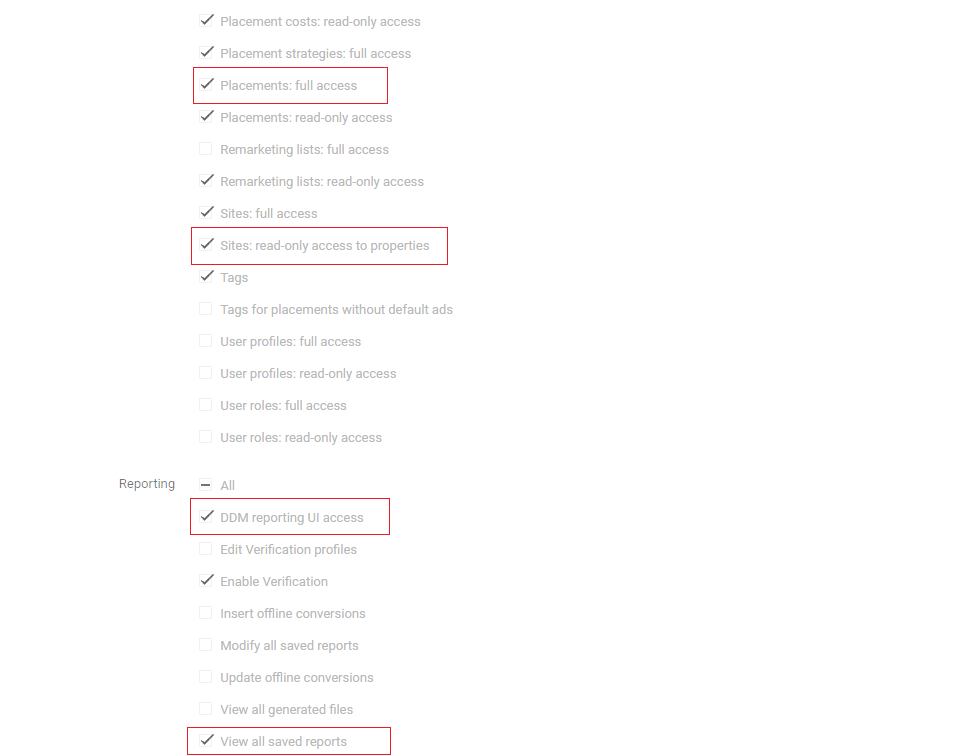 Placement costs: read-only access
Placement strategies: full access
Placements: full access
Placements: read-only access
Remarketing lists: full access
Remarketing lists: read-only access
Sites: full access
Sites: read-only access to properties
Tags
Tags for placements without default ads
User profiles: full access
User profiles: read-only access
User roles: full access
User roles: read-only access
Reporting All
DDM reporting UI access
Edit Verification profiles
Enable Verification
Insert offline conversions
Modify all saved reports
Update offline conversions
View all generated files
View all saved reports